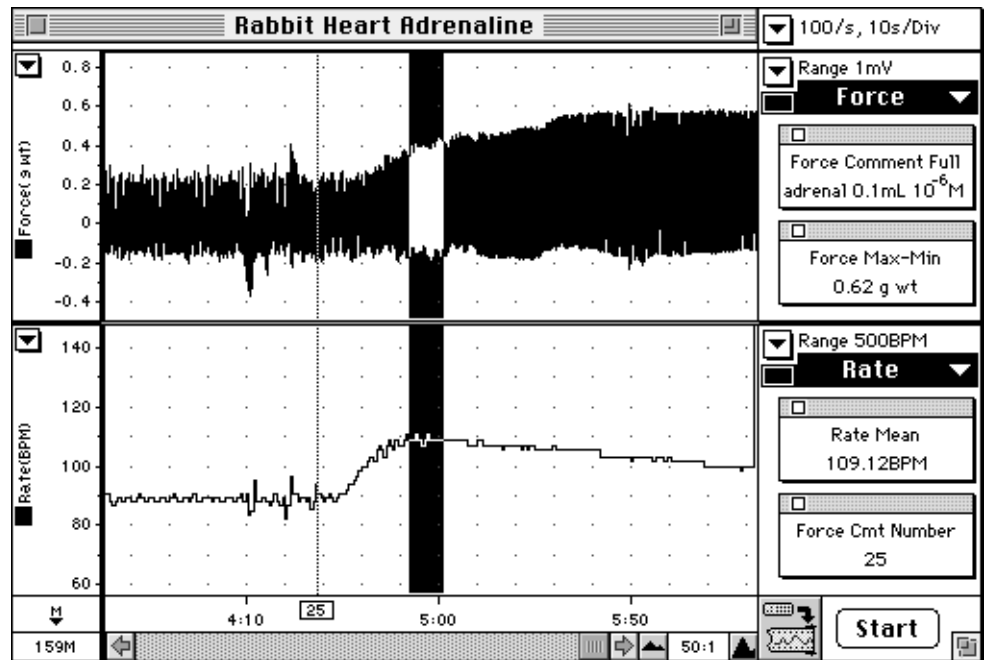 Rabbit Heart Adrenaline
100/s, 10s/Div
0.8
0.6
0.4
0.2
0
-0.2
-0.4
Force(g wt)
Range 1mV
Force
Force Comment Full
adrenal 0.1mL 10⁻⁶M
Force Max-Min
0.62 g wt
140
120
100
80
60
Rate(BPM)
Range 500BPM
Rate
Rate Mean
109.12BPM
Force Cmt Number
25
M
4:10
25
5:00
5:50
159M
50:1
Start